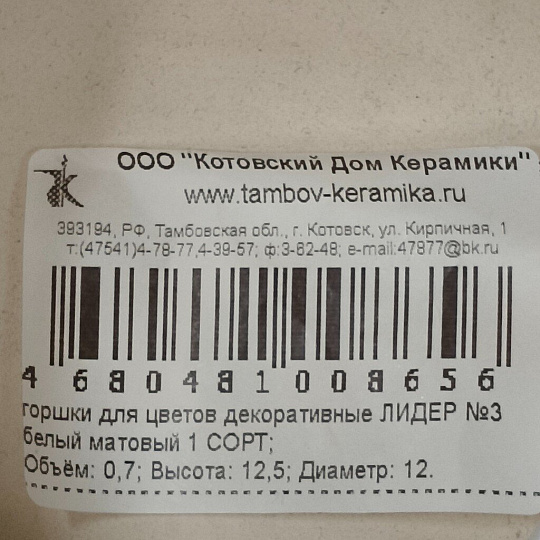 ООО "Котовский Дом Керамики"
www.tambov-keramika.ru
393194, РФ, Тамбовская обл., г. Котовск, ул. Кирпичная, 1
т:(47541)4-78-77,4-39-57; ф:3-62-48; e-mail:47977@bk.ru
4 680481 008656
горшки для цветов декоративные ЛИДЕР №3
белый матовый 1 СОРТ;
Объём: 0,7; Высота: 12,5; Диаметр: 12.